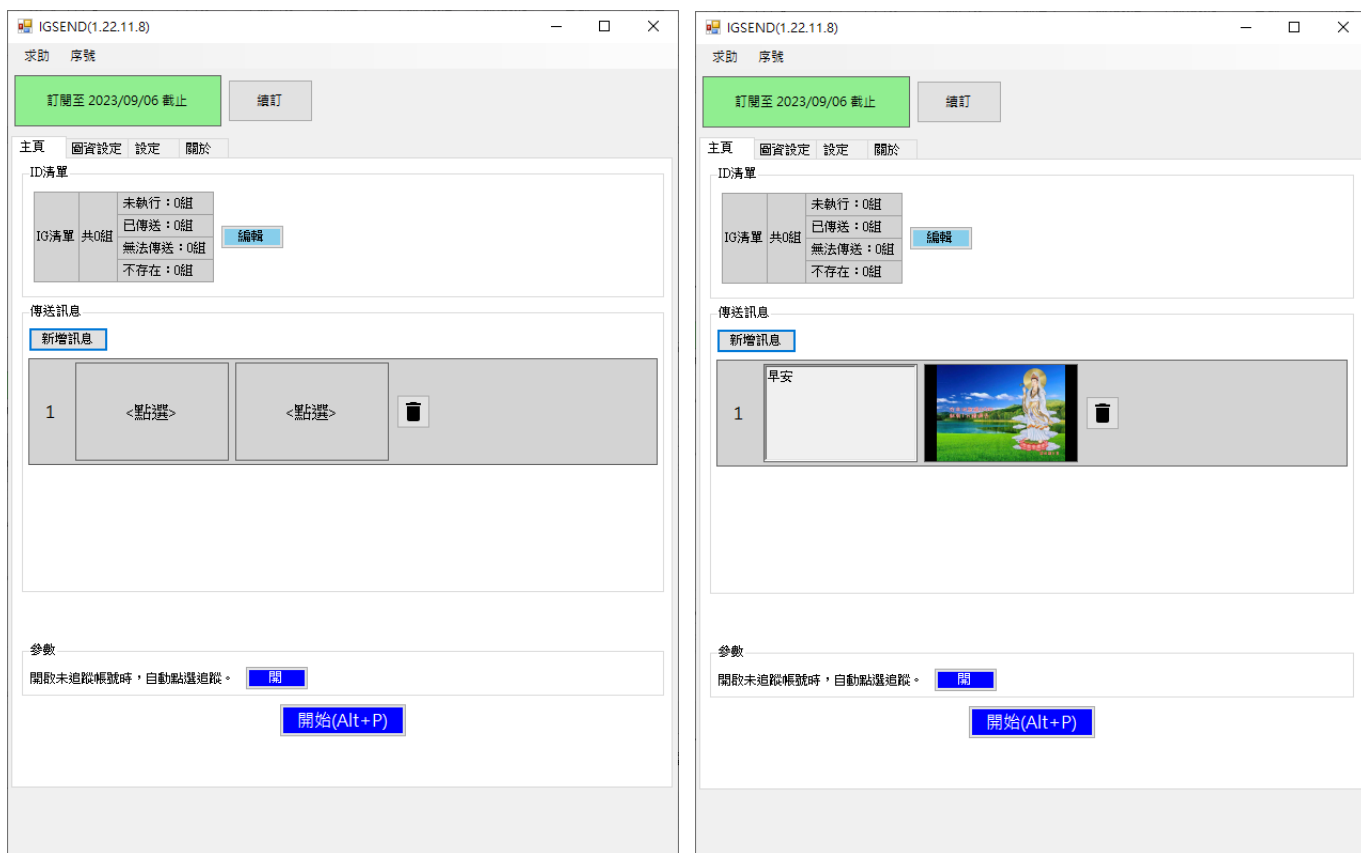 IGSEND(1.22.11.8)
求助 序號
訂閱至 2023/09/06 截止
續訂
主頁 圖資設定 設定 關於
ID清單
IG清單 共0組
未執行：0組
已傳送：0組
無法傳送：0組
不存在：0組
編輯
傳送訊息
新增訊息
1 <點選> <點選>
參數
開啟未追蹤帳號時，自動點選追蹤。 開
開始(Alt+P)
IGSEND(1.22.11.8)
求助 序號
訂閱至 2023/09/06 截止
續訂
主頁 圖資設定 設定 關於
ID清單
IG清單 共0組
未執行：0組
已傳送：0組
無法傳送：0組
不存在：0組
編輯
傳送訊息
新增訊息
早安
1
參數
開啟未追蹤帳號時，自動點選追蹤。 開
開始(Alt+P)